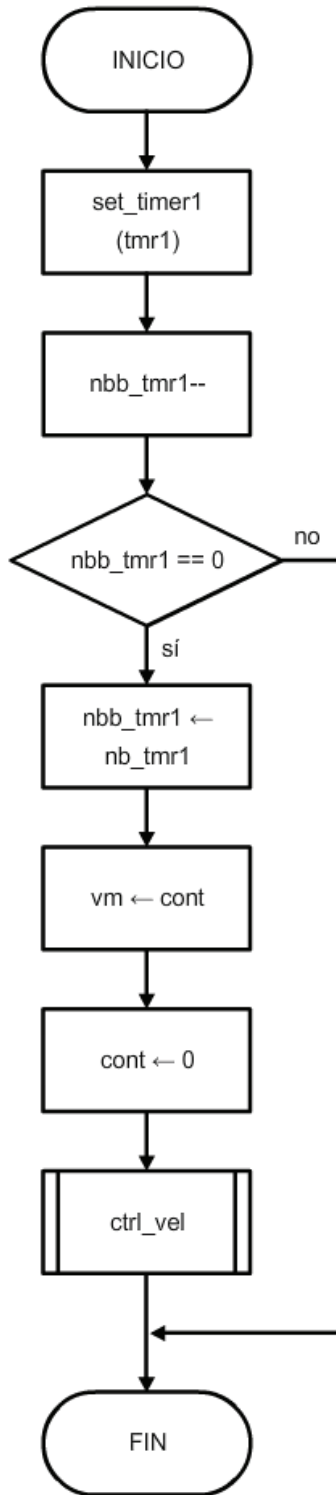 INICIO
set_timer1
(tmr1)
nbb_tmr1--
nbb_tmr1 == 0
no
sí
nbb_tmr1 ←
nb_tmr1
vm ← cont
cont ← 0
ctrl_vel
FIN